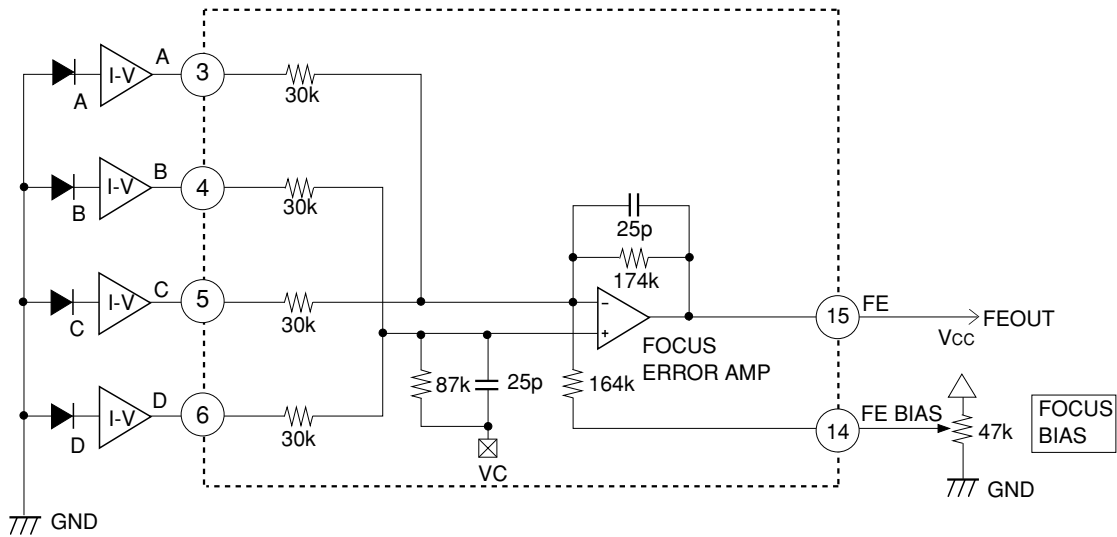 A
I-V
3
30k
A
B
I-V
4
30k
B
C
I-V
5
30k
C
D
I-V
6
30k
D
GND
25p
174k
−
+
FOCUS
ERROR AMP
87k
25p
VC
164k
15
FE
FEOUT
VCC
14
FE BIAS
47k
GND
FOCUS
BIAS